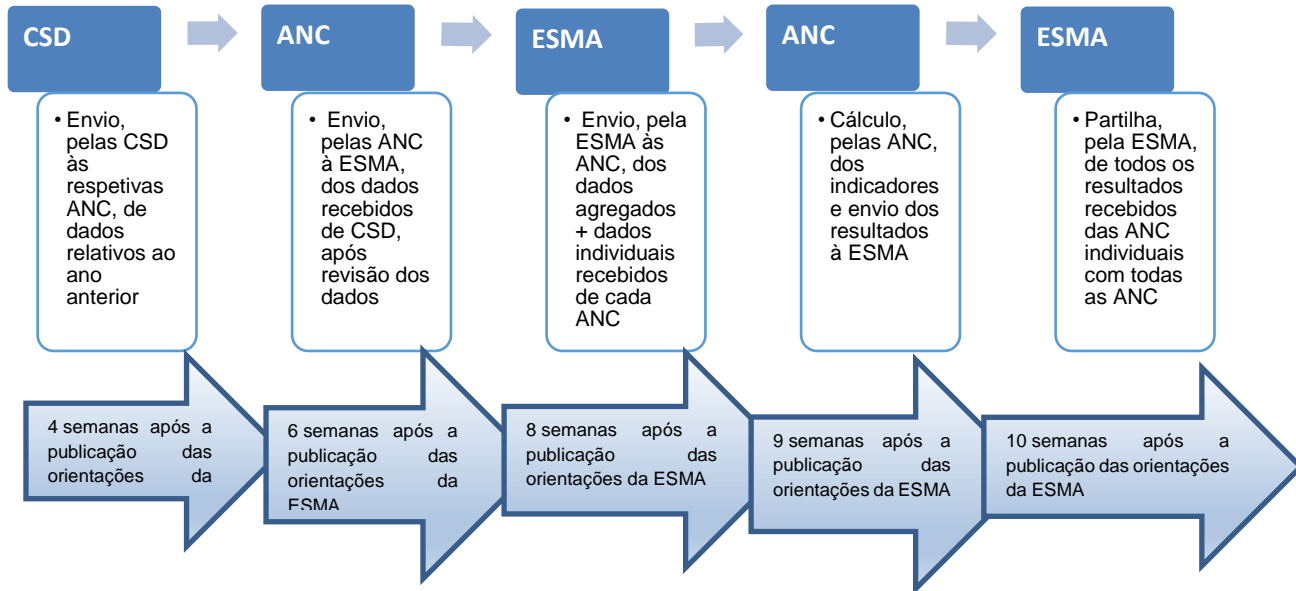 CSD
ANC
ESMA
ANC
ESMA
• Envio,
pelas CSD
às
respetivas
ANC, de
dados
relativos ao
ano
anterior
• Envio,
pelas ANC
à ESMA,
dos dados
recebidos
de CSD,
após
revisão dos
dados
• Envio, pela
ESMA às
ANC, dos
dados
agregados
+ dados
individuais
recebidos
de cada
ANC
• Cálculo,
pelas ANC,
dos
indicadores
e envio dos
resultados
à ESMA
• Partilha,
pela ESMA,
de todos os
resultados
recebidos
das ANC
individuais
com todas
as ANC
4 semanas após a
publicação das
orientações da
6 semanas após a
publicação das
orientações da
ESMA
8 semanas após a
publicação das
orientações da ESMA
9 semanas após a
publicação das
orientações da ESMA
10 semanas após a
publicação das orientações
da ESMA